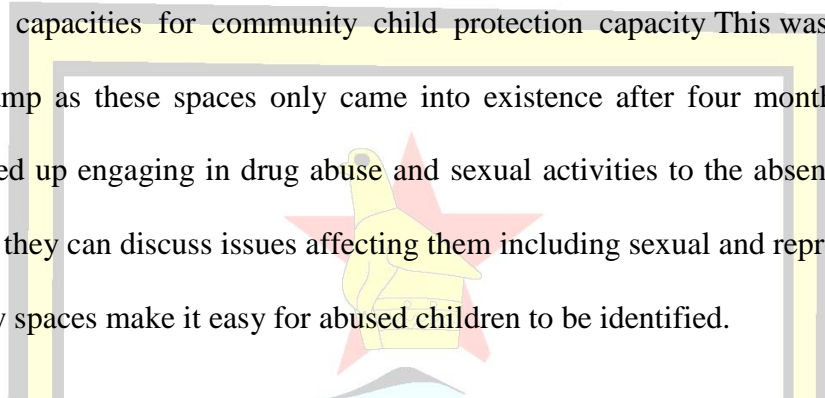 capacities for community child protection capacity This was
mp as these spaces only came into existence after four month
ed up engaging in drug abuse and sexual activities to the absen
they can discuss issues affecting them including sexual and repr
y spaces make it easy for abused children to be identified.